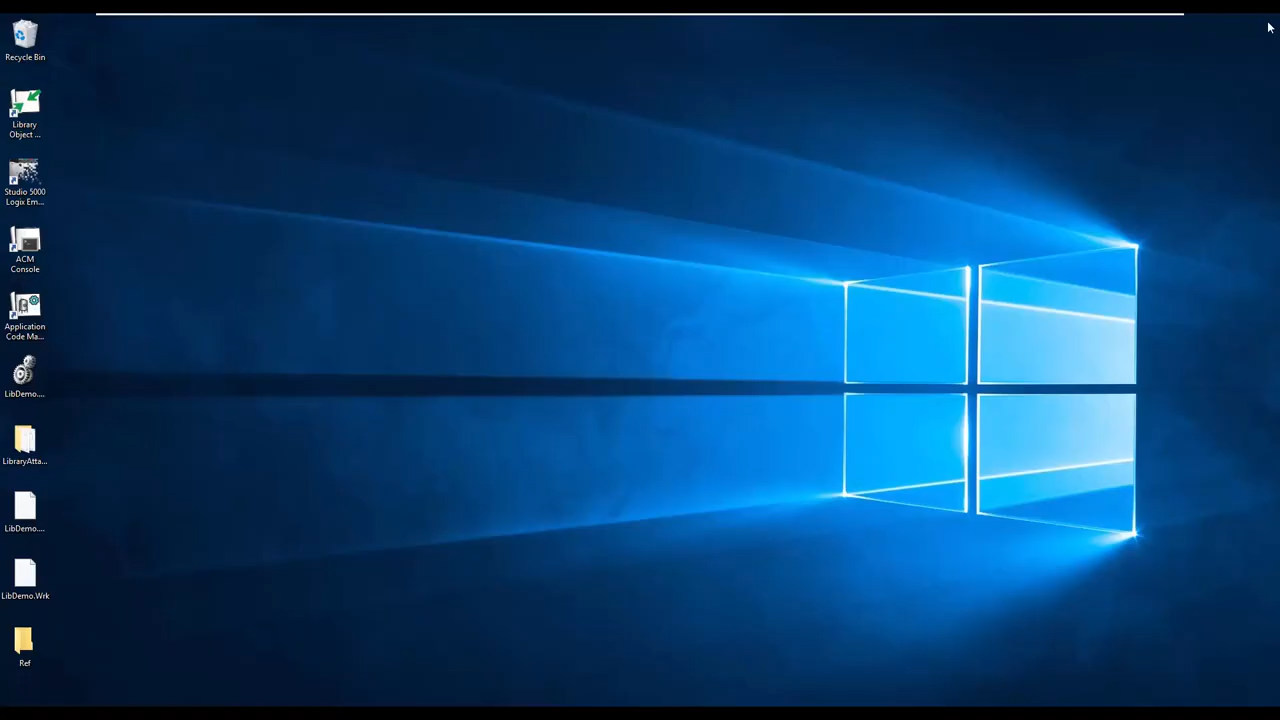 Recycle Bin
Library
Object ...
Studio 5000
Logix Em...
ACM
Console
Application
Code Ma...
LibDemo....
LibraryAtta...
LibDemo....
LibDemo.Wrk
Ref